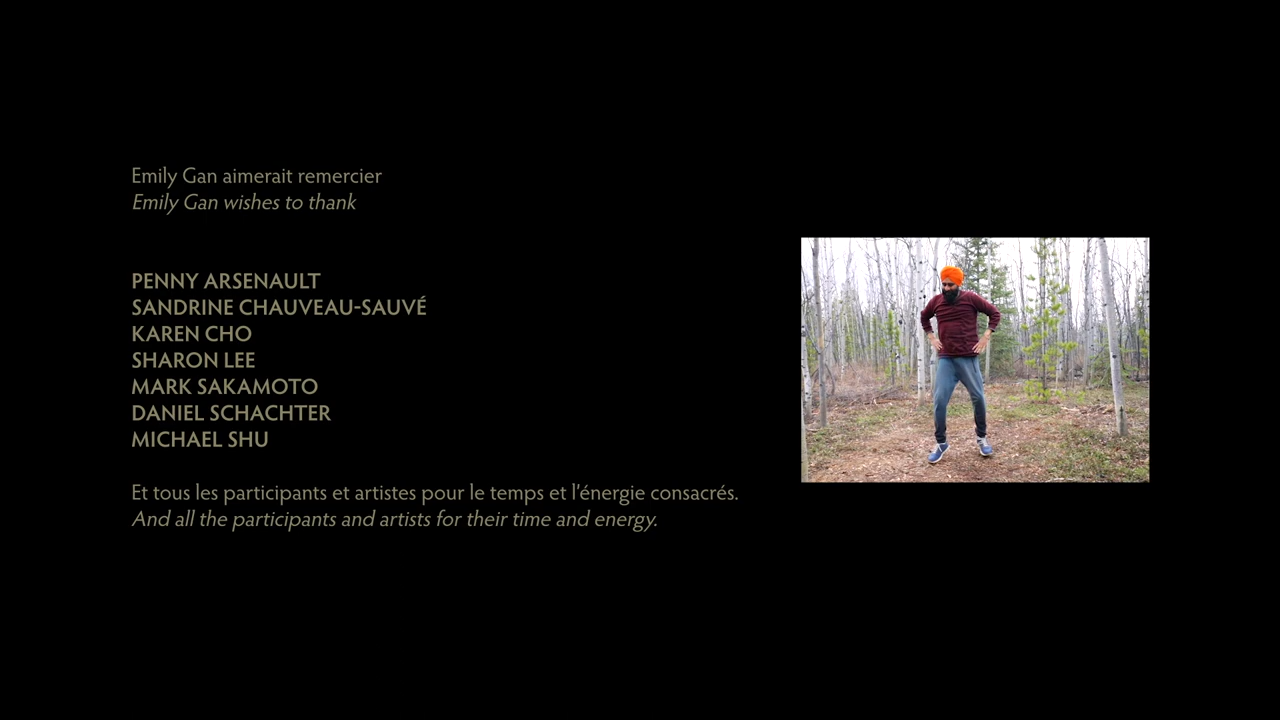 Emily Gan aimerait remercier
Emily Gan wishes to thank
PENNY ARSENAULT
SANDRINE CHAUVEAU-SAUVÉ
KAREN CHO
SHARON LEE
MARK SAKAMOTO
DANIEL SCHACHTER
MICHAEL SHU
Et tous les participants et artistes pour le temps et l'énergie consacrés.
And all the participants and artists for their time and energy.